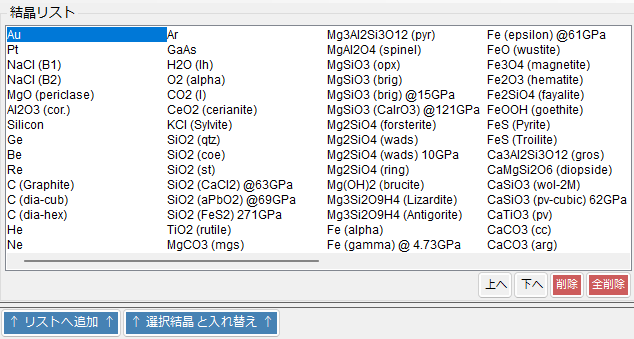 結晶リスト
Au
Pt
NaCl (B1)
NaCl (B2)
MgO (periclase)
Al2O3 (cor.)
Silicon
Ge
Be
Re
C (Graphite)
C (dia-cub)
C (dia-hex)
He
Ne
Ar
GaAs
H2O (Ih)
O2 (alpha)
CO2 (I)
CeO2 (cerianite)
KCl (Sylvite)
SiO2 (qtz)
SiO2 (coe)
SiO2 (st)
SiO2 (CaCl2) @63GPa
SiO2 (aPbO2) @69GPa
SiO2 (FeS2) 271GPa
TiO2 (rutile)
MgCO3 (mgs)
Mg3Al2Si3O12 (pyr)
MgAl2O4 (spinel)
MgSiO3 (opx)
MgSiO3 (brig)
MgSiO3 (brig) @15GPa
MgSiO3 (CaIrO3) @121GPa
Mg2SiO4 (forsterite)
Mg2SiO4 (wads)
Mg2SiO4 (wads) 10GPa
Mg2SiO4 (ring)
Mg(OH)2 (brucite)
Mg3Si2O9H4 (Lizardite)
Mg3Si2O9H4 (Antigorite)
Fe (alpha)
Fe (gamma) @ 4.73GPa
Fe (epsilon) @61GPa
FeO (wustite)
Fe3O4 (magnetite)
Fe2O3 (hematite)
Fe2SiO4 (fayalite)
FeOOH (goethite)
FeS (Pyrite)
FeS (Troilite)
Ca3Al2Si3O12 (gros)
CaMgSi2O6 (diopside)
CaSiO3 (wol-2M)
CaSiO3 (pv-cubic) 62GPa
CaTiO3 (pv)
CaCO3 (cc)
CaCO3 (arg)
上へ 下へ 削除 全削除
↑ リストへ追加 ↑ ↑ 選択結晶と入れ替え ↑